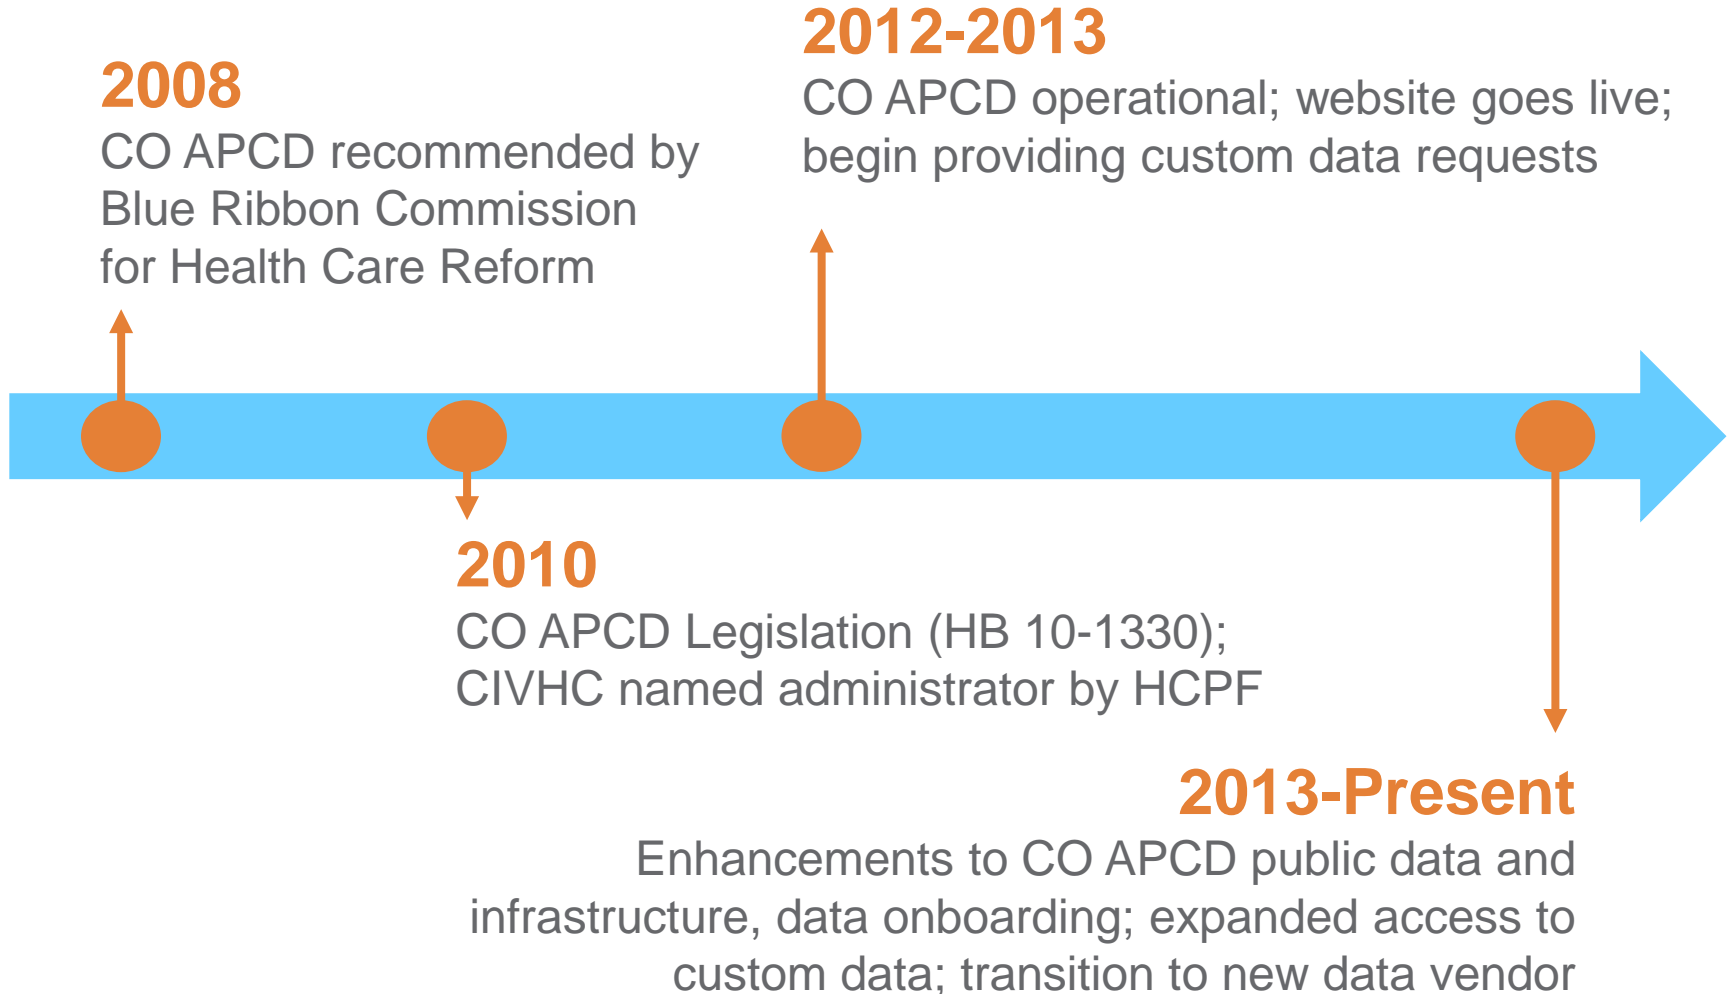 2008
CO APCD recommended by
Blue Ribbon Commission
for Health Care Reform
2012-2013
CO APCD operational; website goes live;
begin providing custom data requests
2010
CO APCD Legislation (HB 10-1330);
CIVHC named administrator by HCPF
2013-Present
Enhancements to CO APCD public data and
infrastructure, data onboarding; expanded access to
custom data; transition to new data vendor